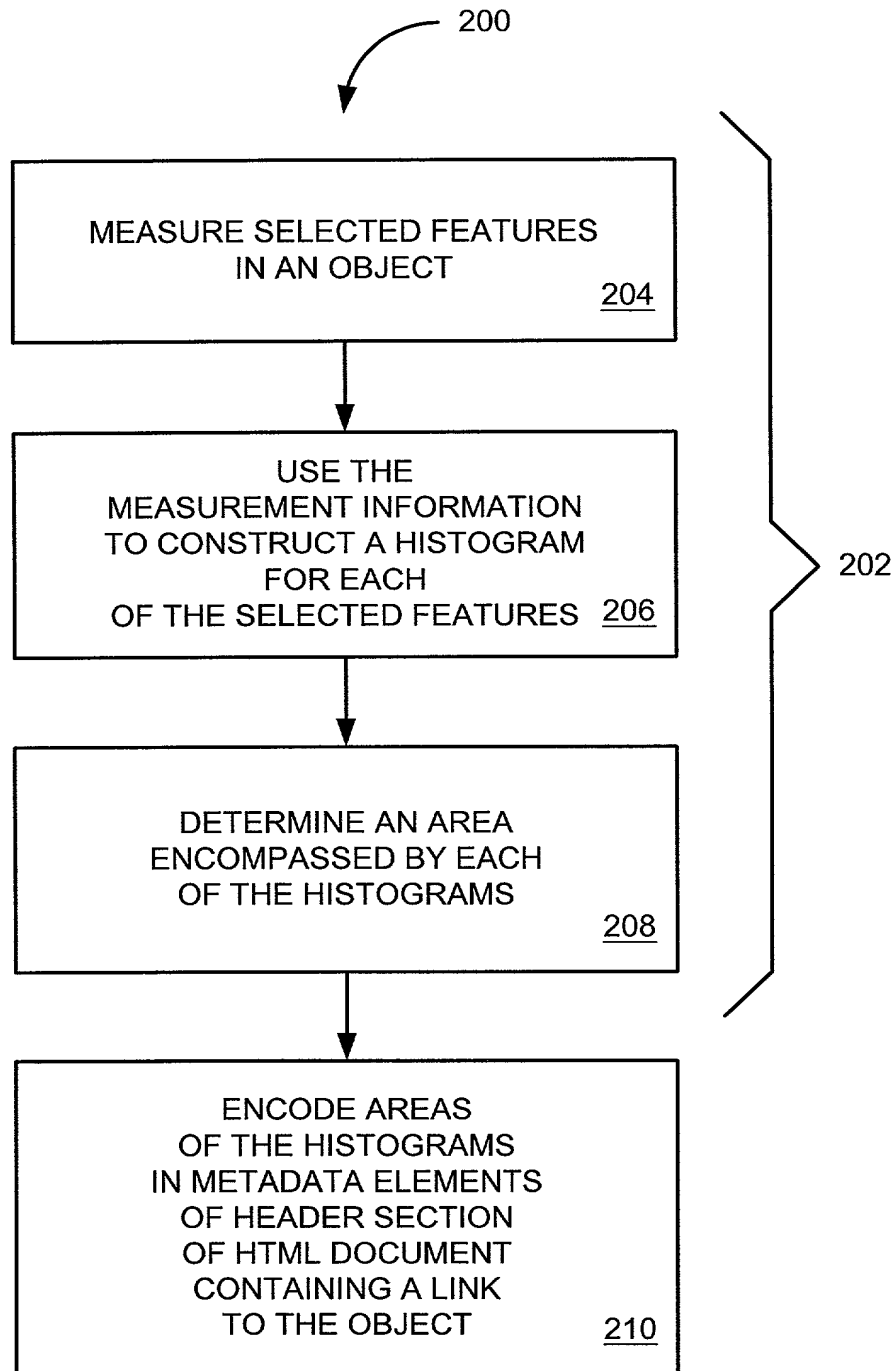 200
MEASURE SELECTED FEATURES
IN AN OBJECT
204
USE THE
MEASUREMENT INFORMATION
TO CONSTRUCT A HISTOGRAM
FOR EACH
OF THE SELECTED FEATURES
206
202
DETERMINE AN AREA
ENCOMPASSED BY EACH
OF THE HISTOGRAMS
208
ENCODE AREAS
OF THE HISTOGRAMS
IN METADATA ELEMENTS
OF HEADER SECTION
OF HTML DOCUMENT
CONTAINING A LINK
TO THE OBJECT
210